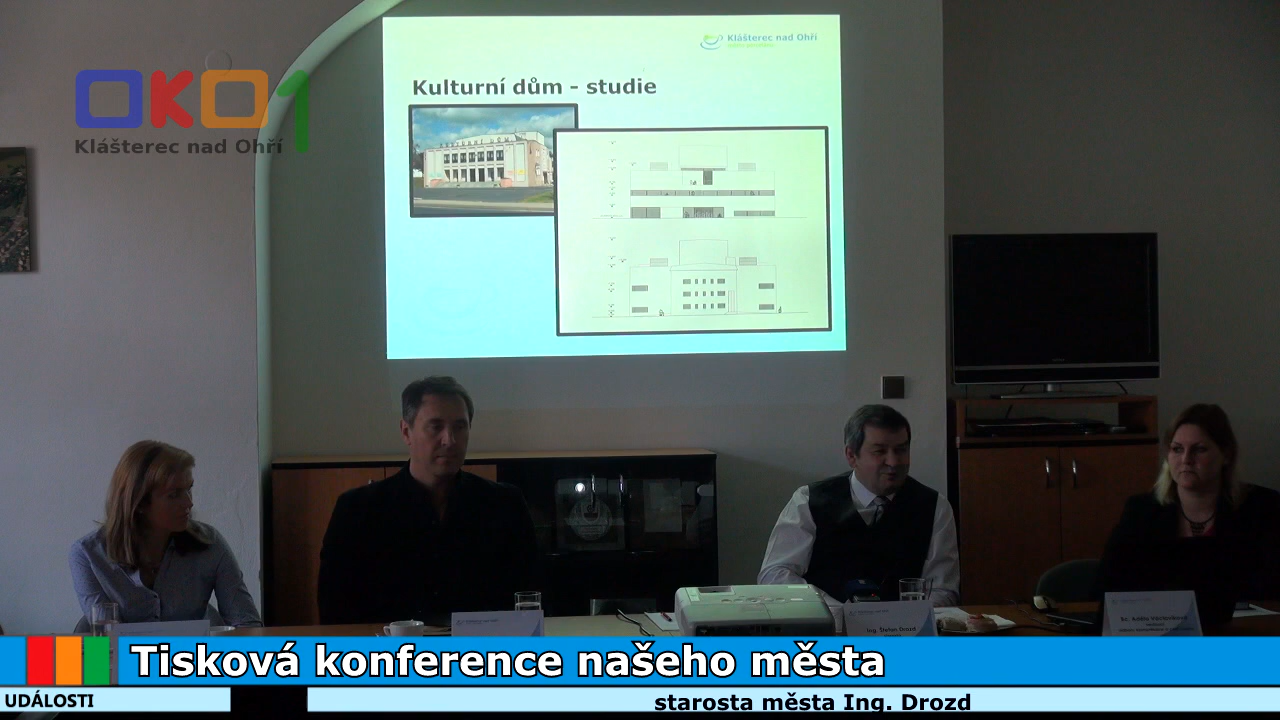 Klášterec nad Ohří
Kulturní dům - studie
OKO1
Klášterec nad Ohří
Ing. Štefan Drozd
Tisková konference našeho města
UDÁLOSTI
starosta města Ing. Drozd